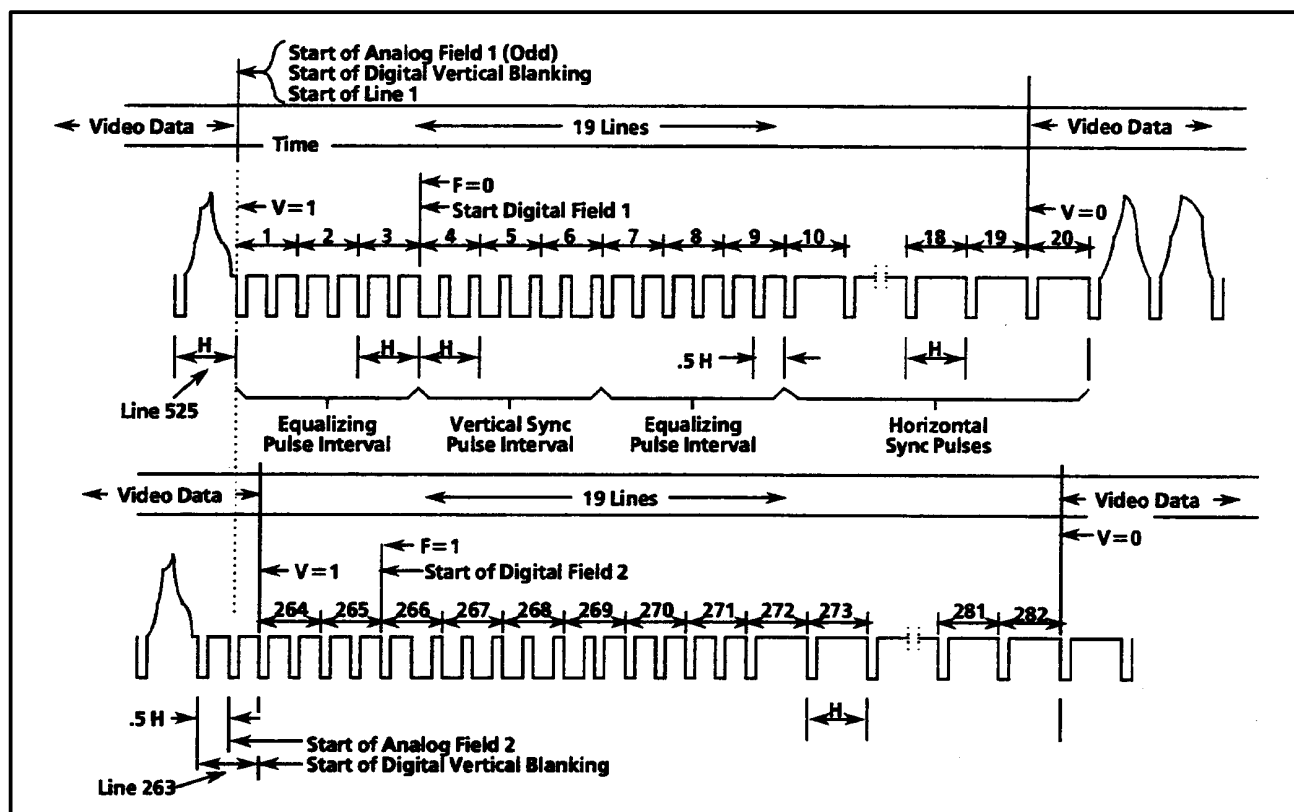 Start of Analog Field 1 (Odd)
Start of Digital Vertical Blanking
Start of Line 1
Video Data
19 Lines
Video Data
Time
F=0
V=1
Start Digital Field 1
V=0
1 2 3 4 5 6 7 8 9 10 18 19 20
H H H .5 H H
Line 525
Equalizing
Pulse Interval
Vertical Sync
Pulse Interval
Equalizing
Pulse Interval
Horizontal
Sync Pulses
Video Data
19 Lines
Video Data
V=0
F=1
V=1
Start of Digital Field 2
264 265 266 267 268 269 270 271 272 273 281 282
.5 H
H
Start of Analog Field 2
Start of Digital Vertical Blanking
Line 263